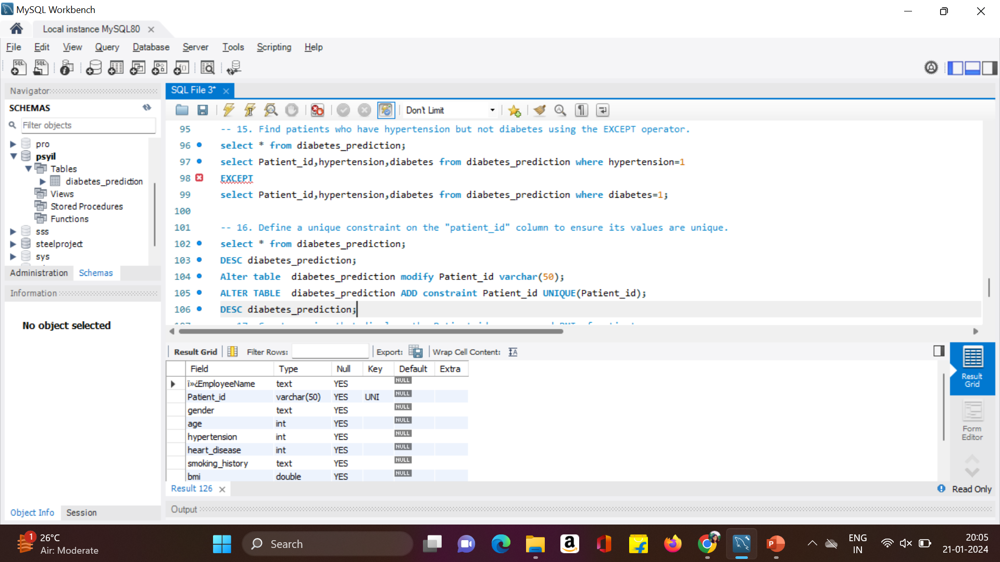 MySQL Workbench
Local instance MySQL80
File Edit View Query Database Server Tools Scripting Help
Navigator
SCHEMAS
Filter objects
pro
psyil
Tables
diabetes_prediction
Views
Stored Procedures
Functions
sss
steelproject
sys
Administration Schemas
Information
No object selected
Object Info Session
SQL File 3*
Don't Limit
95 -- 15. Find patients who have hypertension but not diabetes using the EXCEPT operator.
96 select * from diabetes_prediction;
97 select Patient_id,hypertension,diabetes from diabetes_prediction where hypertension=1
98 EXCEPT
99 select Patient_id,hypertension,diabetes from diabetes_prediction where diabetes=1;
100
101 -- 16. Define a unique constraint on the "patient_id" column to ensure its values are unique.
102 select * from diabetes_prediction;
103 DESC diabetes_prediction;
104 Alter table  diabetes_prediction modify Patient_id varchar(50);
105 ALTER TABLE  diabetes_prediction ADD constraint Patient_id UNIQUE(Patient_id);
106 DESC diabetes_prediction;
Result Grid Filter Rows: Export: Wrap Cell Content:
Field Type Null Key Default Extra
ï»¿EmployeeName text YES NULL
Patient_id varchar(50) YES UNI NULL
gender text YES NULL
age int YES NULL
hypertension int YES NULL
heart_disease int YES NULL
smoking_history text YES NULL
bmi double YES NULL
Result Grid
Form Editor
Result 126
Read Only
Output
1
26°C
Air: Moderate
Search
ENG
IN
20:05
21-01-2024